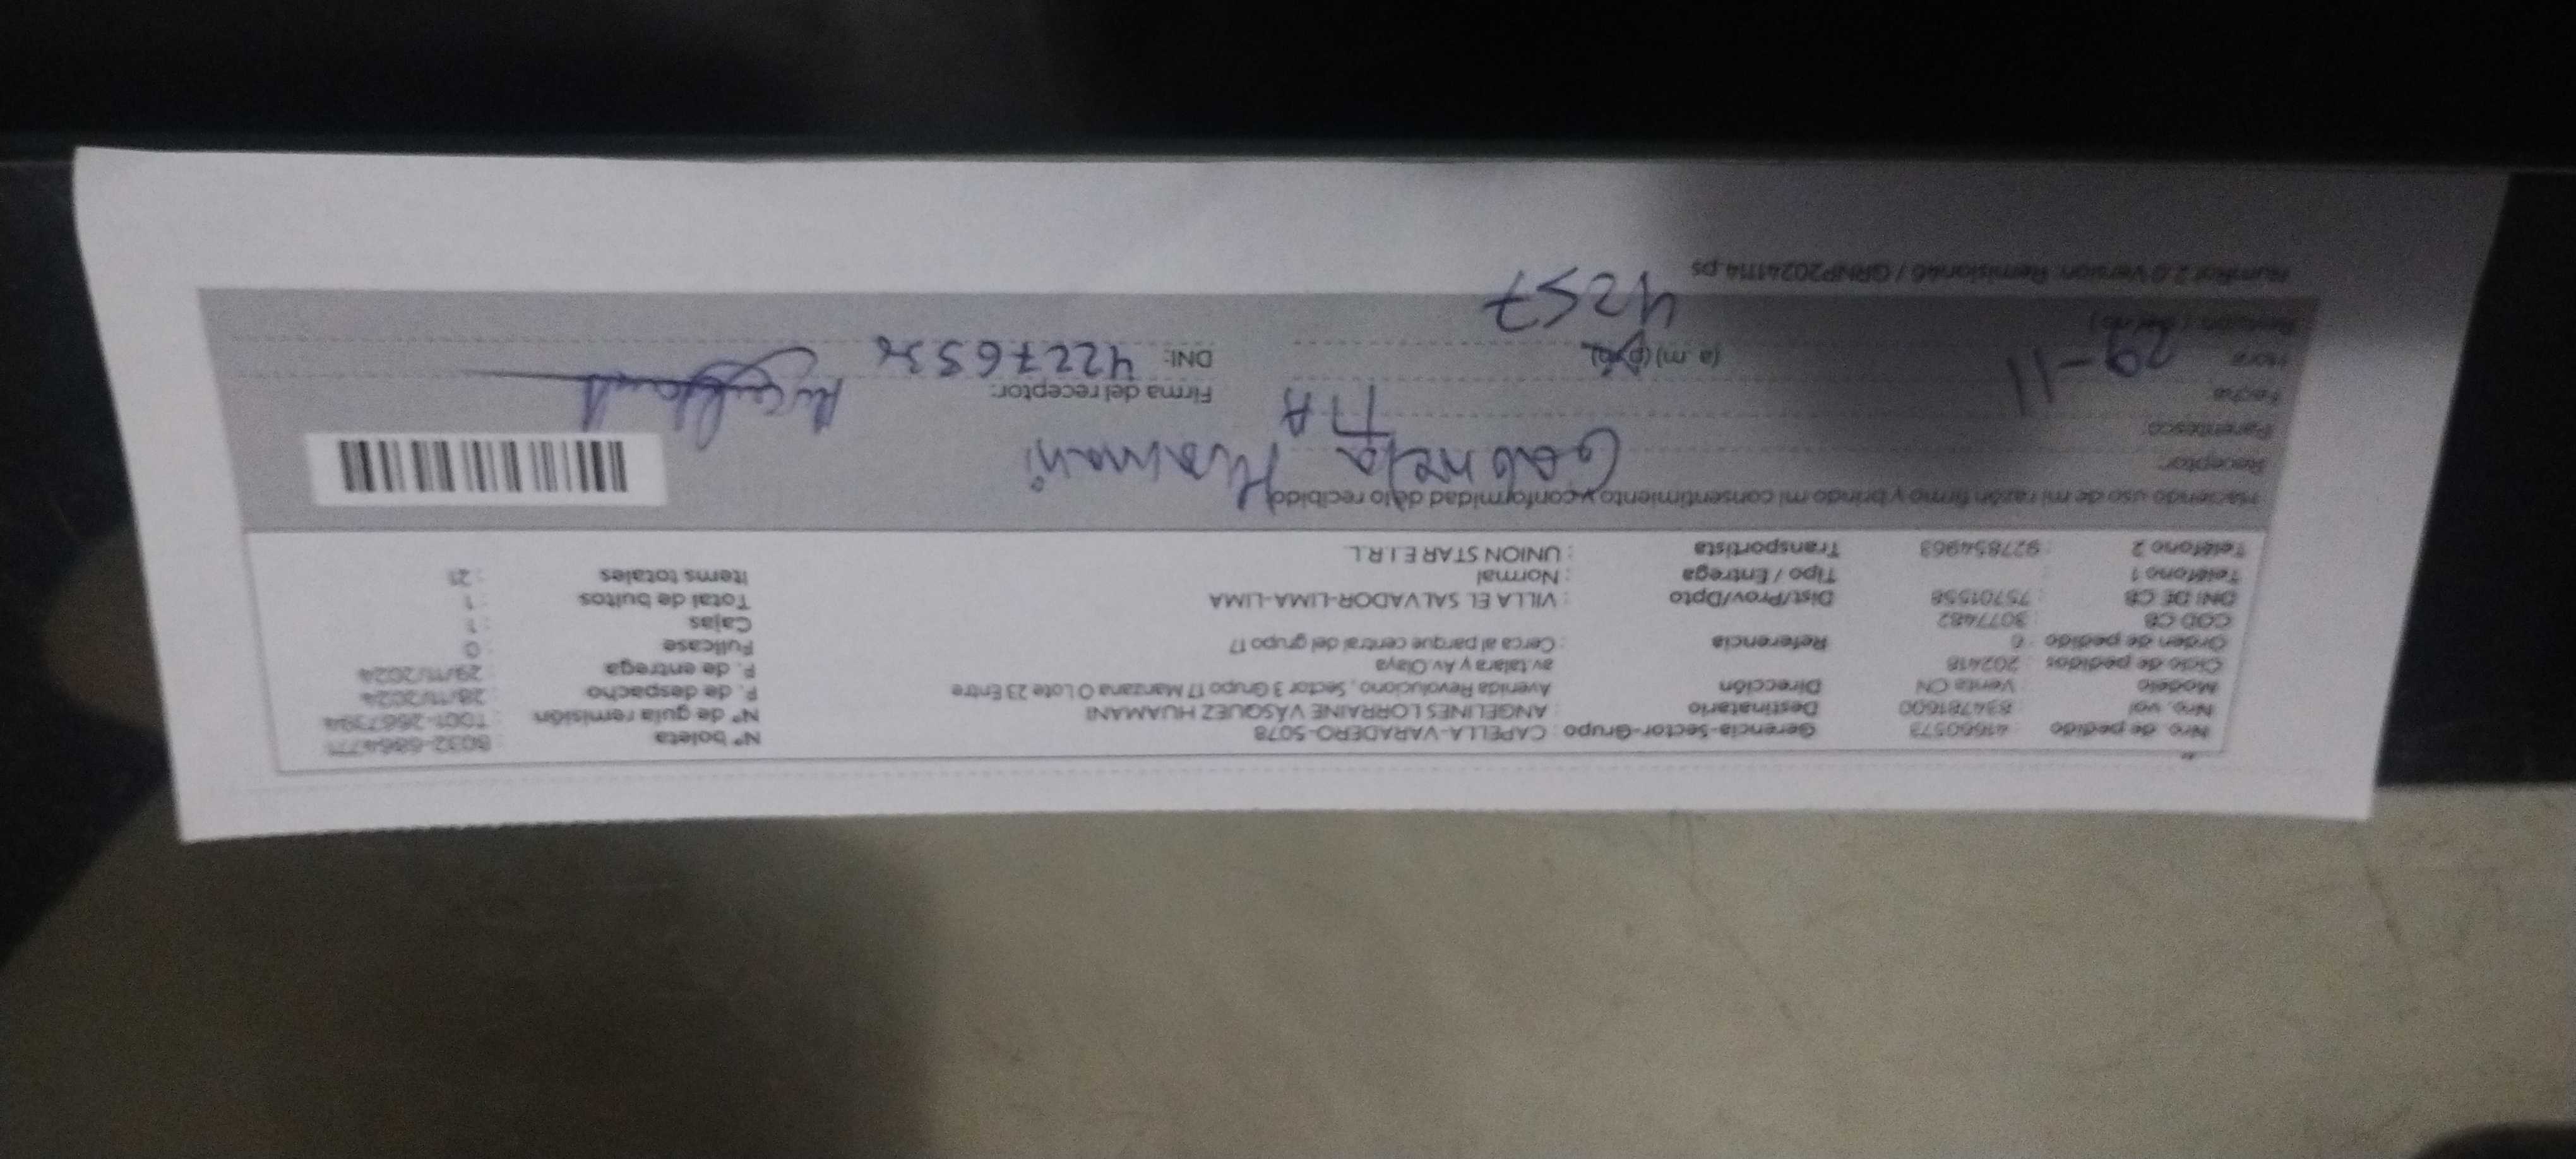 Nro. de pedido : 41660573 Gerencia-Sector-Grupo : CAPELLA-VARADERO-5078 Nº boleta
Nro. vol : 834781600 Destinatario : ANGELINES LORRAINE VÁSQUEZ HUAMANI Nº de guía remisión : T001-2667394
Modelo : Venta CN Dirección : Avenida Revoluciono , Sector 3 Grupo 17 Manzana O Lote 23 Entre F. de despacho : 28/11/2024
Ciclo de pedidos : 202418 av.talara y Av. Olaya F. de entrega : 29/11/2024
Orden de pedido : 6 Referencia : Cerca al parque central del grupo 17 Fullcase : 0
COD CB : 3077482 Cajas : 1
DNI DE CB : 75701558 Dist/Prov/Dpto : VILLA EL SALVADOR-LIMA-LIMA Total de bultos : 1
Teléfono 1 : Tipo / Entrega : Normal Items totales : 21
Teléfono 2 : 927854963 Transportista : UNION STAR E.I.R.L.
Haciendo uso de mi razón firmo y brindo mi consentimiento y conformidad de lo recibido
Receptor: Gabriela Huamani
Parentesco: TIA
Fecha 29-11 Firma del receptor:
Hora (a.m) (p.m) DNI: 4227653
4257
2.0 Version: Remision46 / GRNP20241114.ps